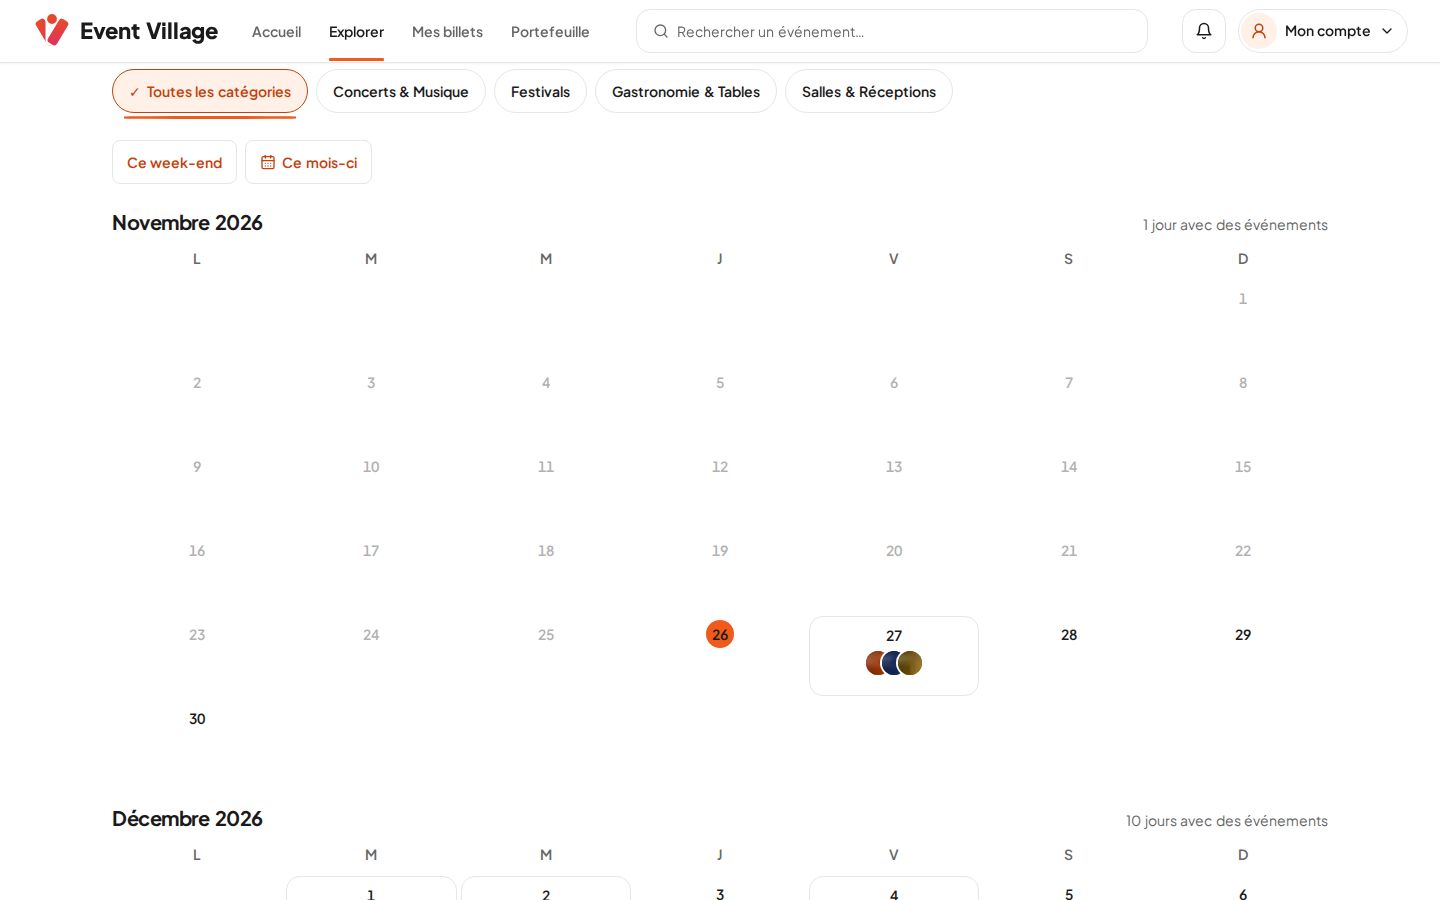 Event Village
Accueil
Explorer
Mes billets
Portefeuille
Rechercher un événement...
Mon compte
✓ Toutes les catégories
Concerts & Musique
Festivals
Gastronomie & Tables
Salles & Réceptions
Ce week-end
Ce mois-ci
Novembre 2026
1 jour avec des événements
L M M J V S D
1
2 3 4 5 6 7 8
9 10 11 12 13 14 15
16 17 18 19 20 21 22
23 24 25 26 27 28 29
30
Décembre 2026
10 jours avec des événements
L M M J V S D
1 2 3 4 5 6